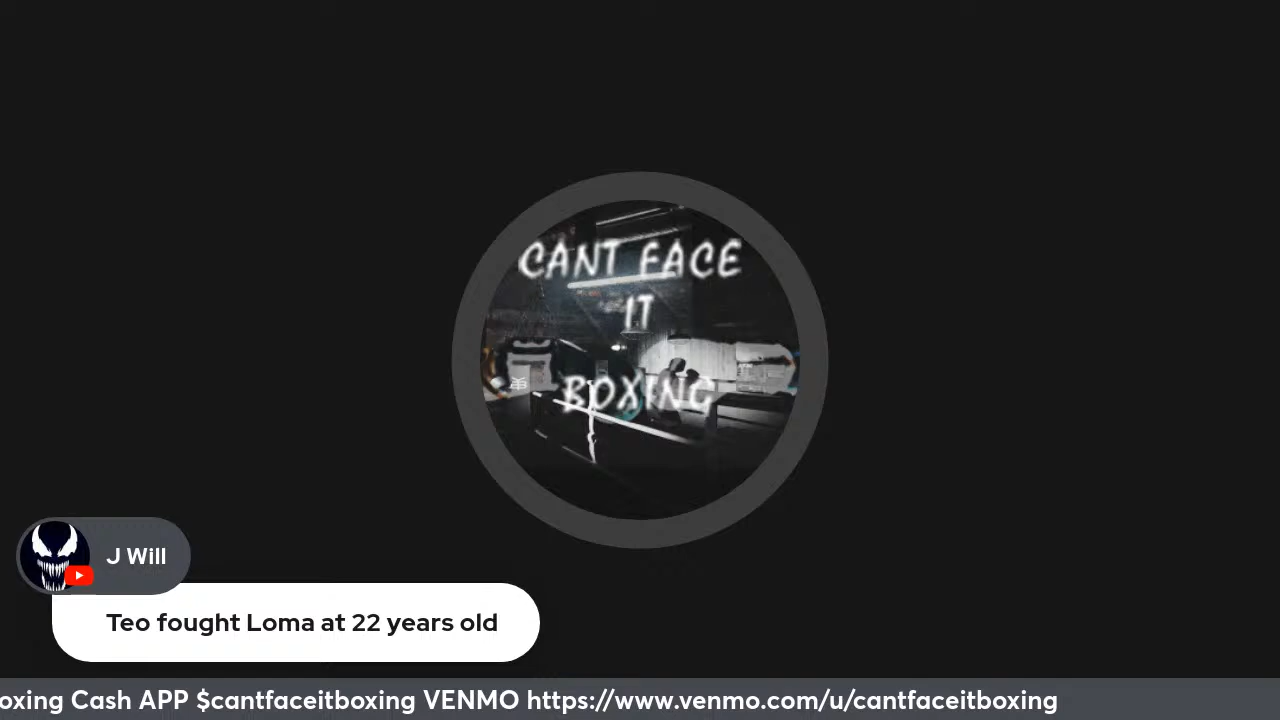 CANT FACE
IT
BOXING
J Will
Teo fought Loma at 22 years old
oxing Cash APP $cantfaceitboxing VENMO https://www.venmo.com/u/cantfaceitboxing